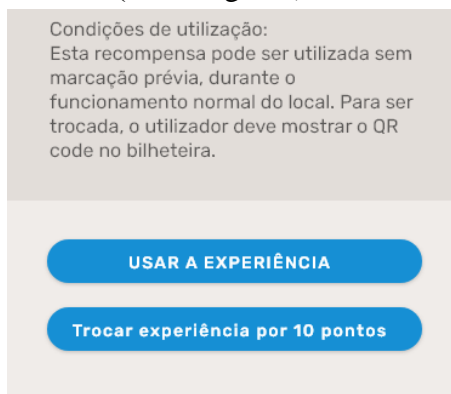 Condições de utilização:
Esta recompensa pode ser utilizada sem
marcação prévia, durante o
funcionamento normal do local. Para ser
trocada, o utilizador deve mostrar o QR
code no bilheteira.
USAR A EXPERIÊNCIA
Trocar experiência por 10 pontos